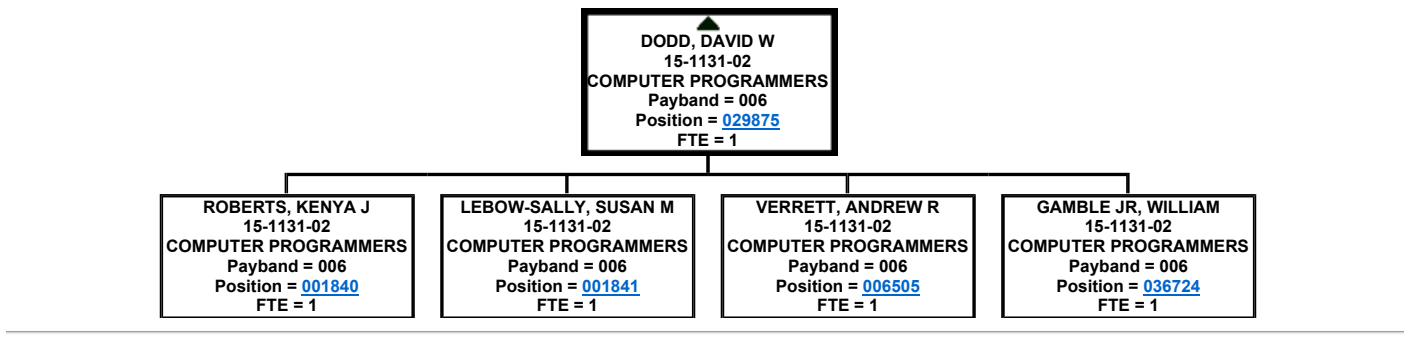 DODD, DAVID W
15-1131-02
COMPUTER PROGRAMMERS
Payband = 006
Position = 029875
FTE = 1
ROBERTS, KENYA J
15-1131-02
COMPUTER PROGRAMMERS
Payband = 006
Position = 001840
FTE = 1
LEBOW-SALLY, SUSAN M
15-1131-02
COMPUTER PROGRAMMERS
Payband = 006
Position = 001841
FTE = 1
VERRETT, ANDREW R
15-1131-02
COMPUTER PROGRAMMERS
Payband = 006
Position = 006505
FTE = 1
GAMBLE JR, WILLIAM
15-1131-02
COMPUTER PROGRAMMERS
Payband = 006
Position = 036724
FTE = 1